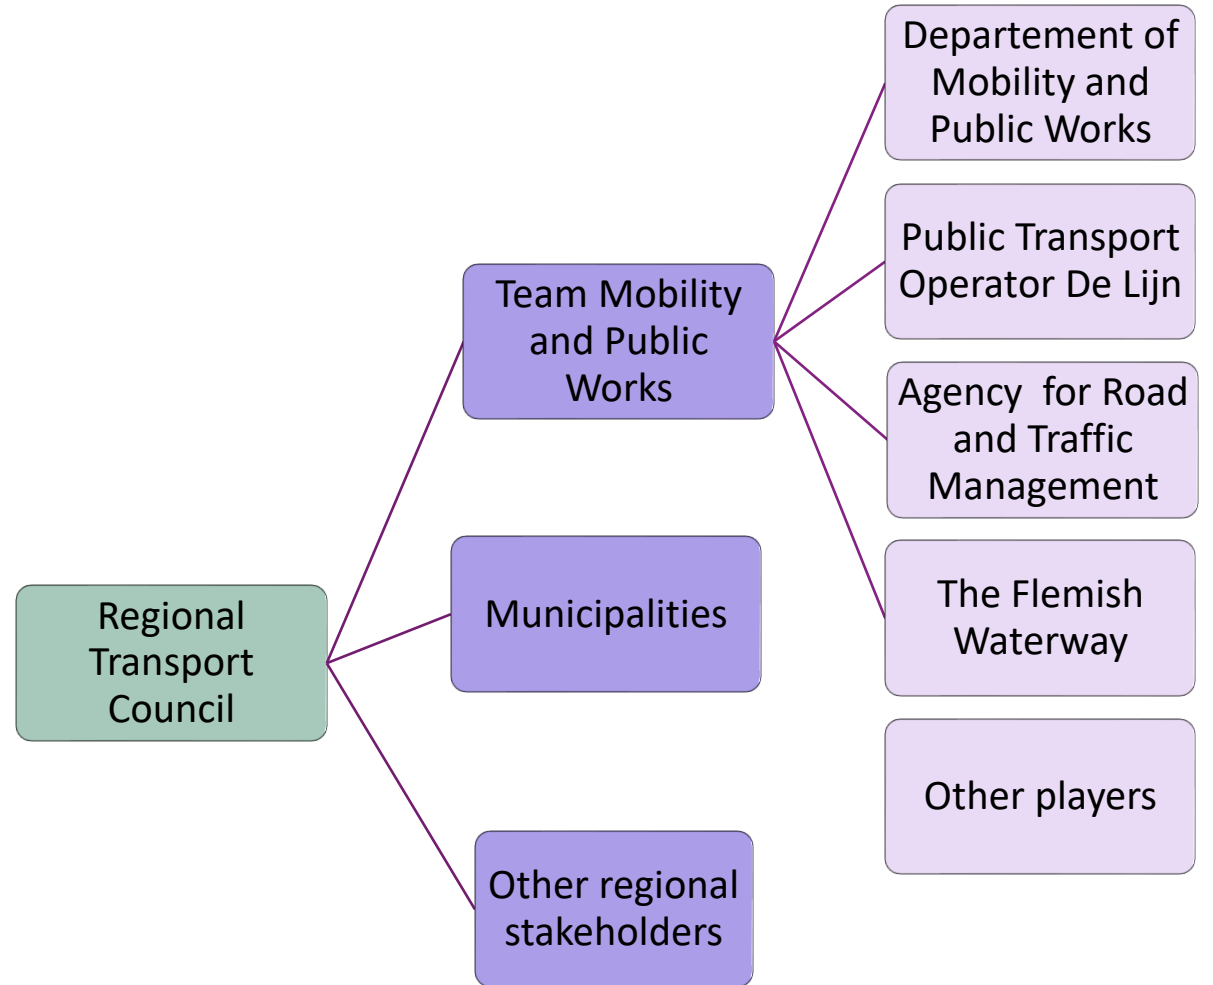 Regional
Transport
Council
Team Mobility
and Public
Works
Municipalities
Other regional
stakeholders
Departement of
Mobility and
Public Works
Public Transport
Operator De Lijn
Agency  for Road
and Traffic
Management
The Flemish
Waterway
Other players